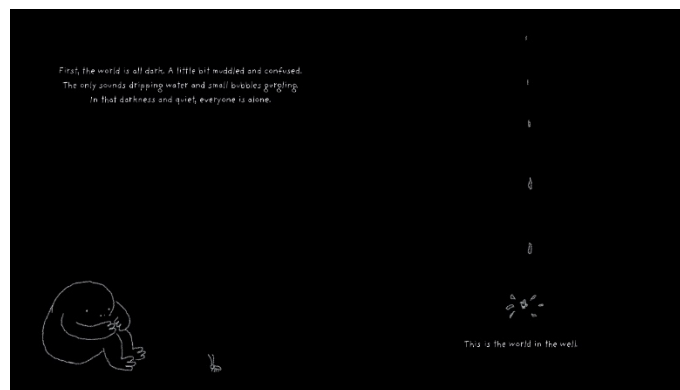 First, the world is all dark. A little bit muddled and confused.
The only sounds dripping water and small bubbles gurgling.
In that darkness and quiet, everyone is alone.
This is the world in the well.